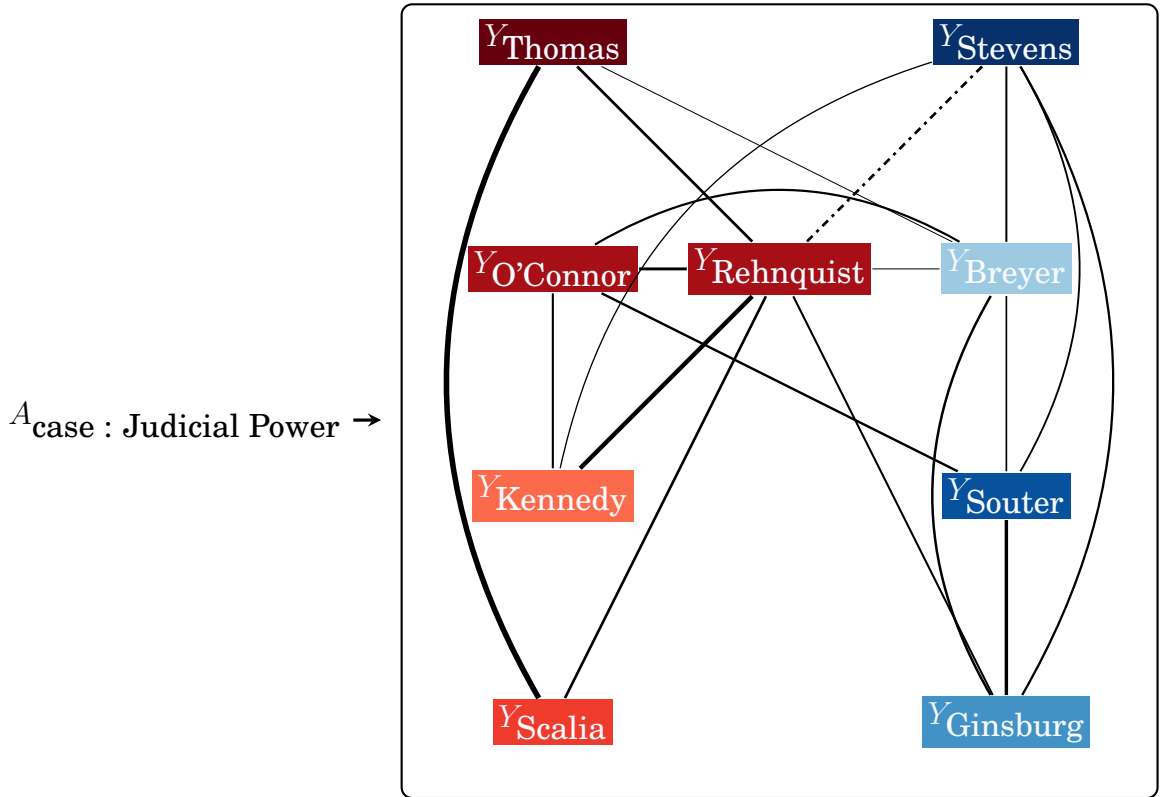 Y Thomas
Y Stevens
Y O'Connor
Y Rehnquist
Y Breyer
A case : Judicial Power →
Y Kennedy
Y Souter
Y Scalia
Y Ginsburg